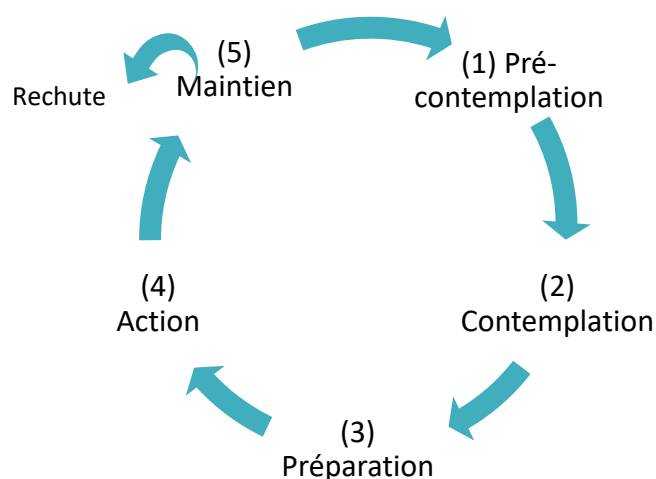 (1) Pré-
contemplation
(2)
Contemplation
(3)
Préparation
(4)
Action
(5)
Maintien
Rechute